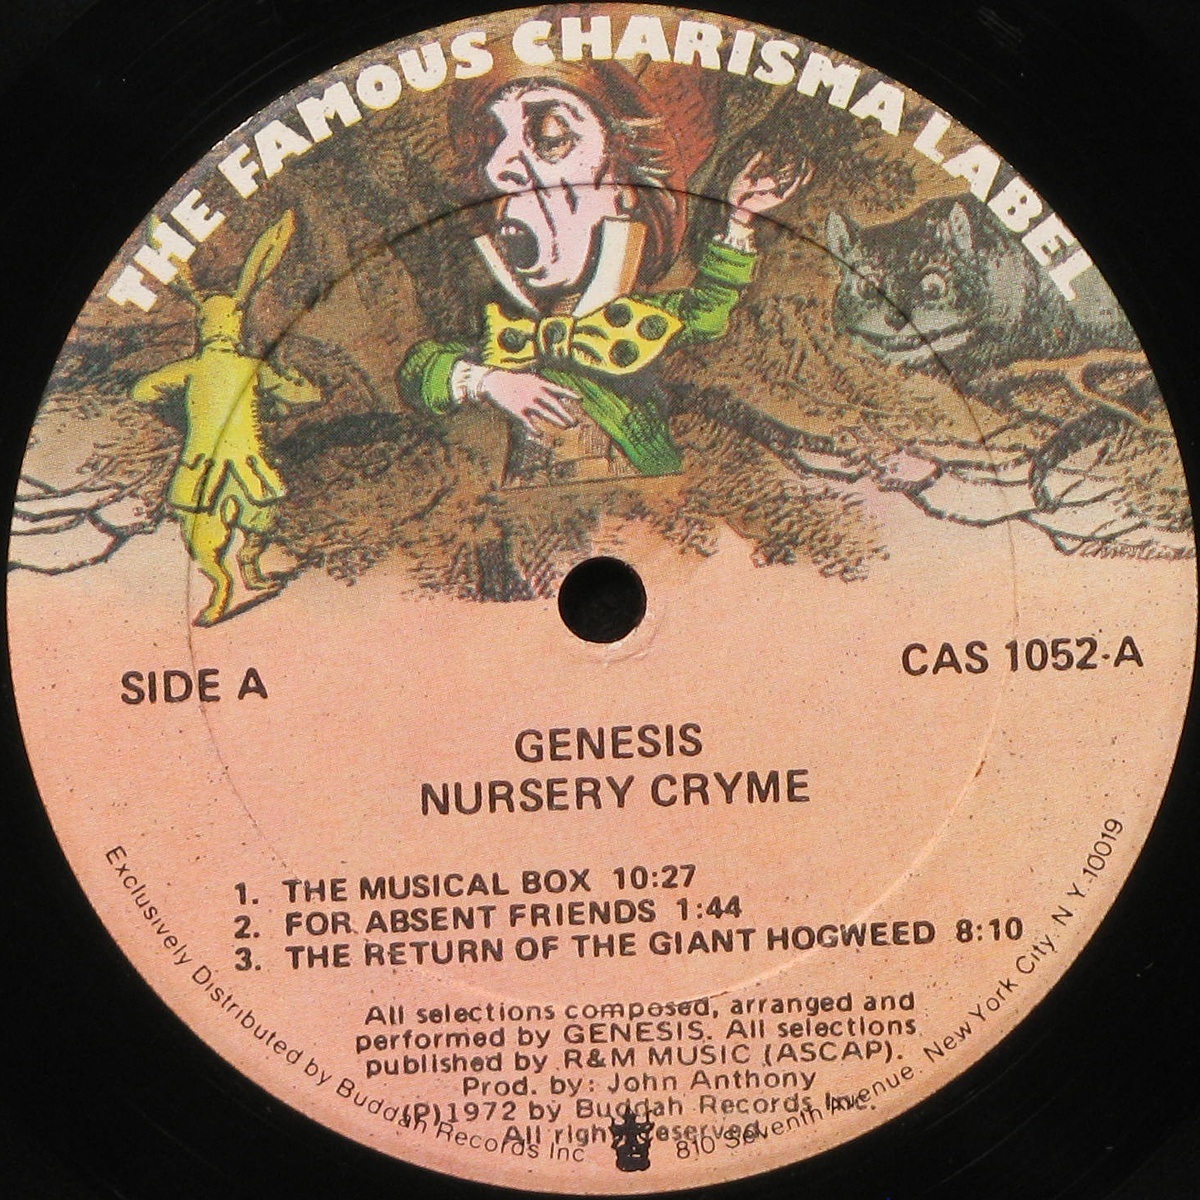 THE FAMOUS CHARISMA LABEL
SIDE A
CAS 1052-A
GENESIS
NURSERY CRYME
1. THE MUSICAL BOX 10:27
2. FOR ABSENT FRIENDS 1:44
3. THE RETURN OF THE GIANT HOGWEED 8:10
All selections composed, arranged and
performed by GENESIS. All selections
published by R&M MUSIC (ASCAP).
Prod. by: John Anthony
(P)1972 by Buddah Records Inc.
All rights reserved.
Exclusively Distributed by Buddah Records Inc 810 Seventh Avenue. New York City. N Y. 10019